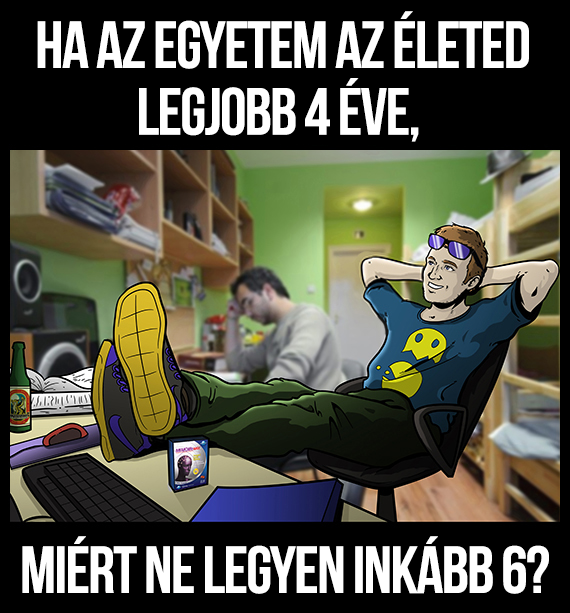 HA AZ EGYETEM AZ ÉLETED
LEGJOBB 4 ÉVE,
MIÉRT NE LEGYEN INKÁBB 6?